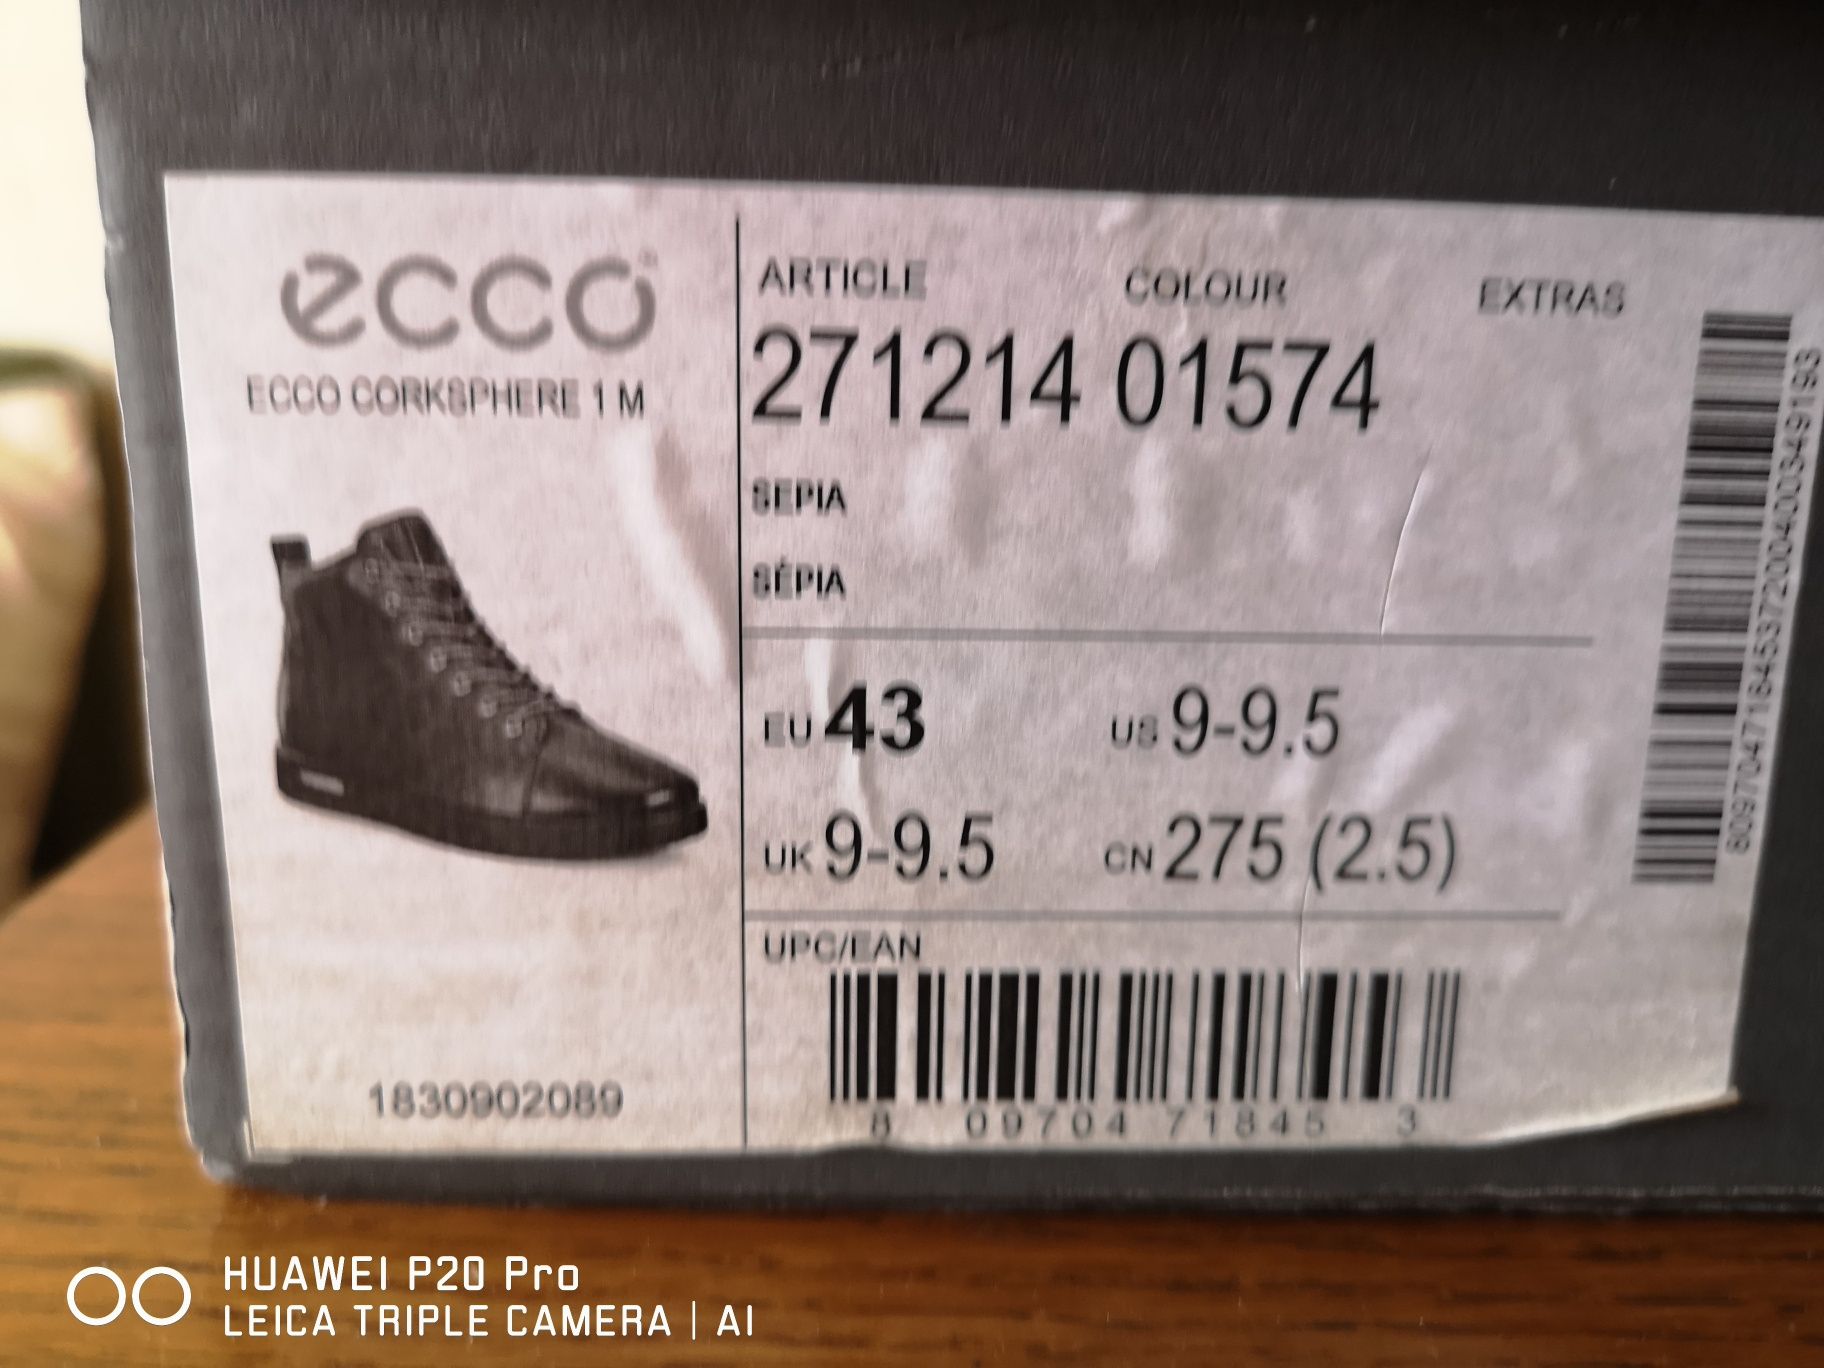 ecco
ECCO CORKSPHERE 1 M
1830902089
ARTICLE COLOUR EXTRAS
271214 01574
SEPIA
SÉPIA
EU 43 US 9-9.5
UK 9-9.5 CN 275 (2.5)
UPC/EAN
8 09704 71845 3
HUAWEI P20 Pro
LEICA TRIPLE CAMERA | AI